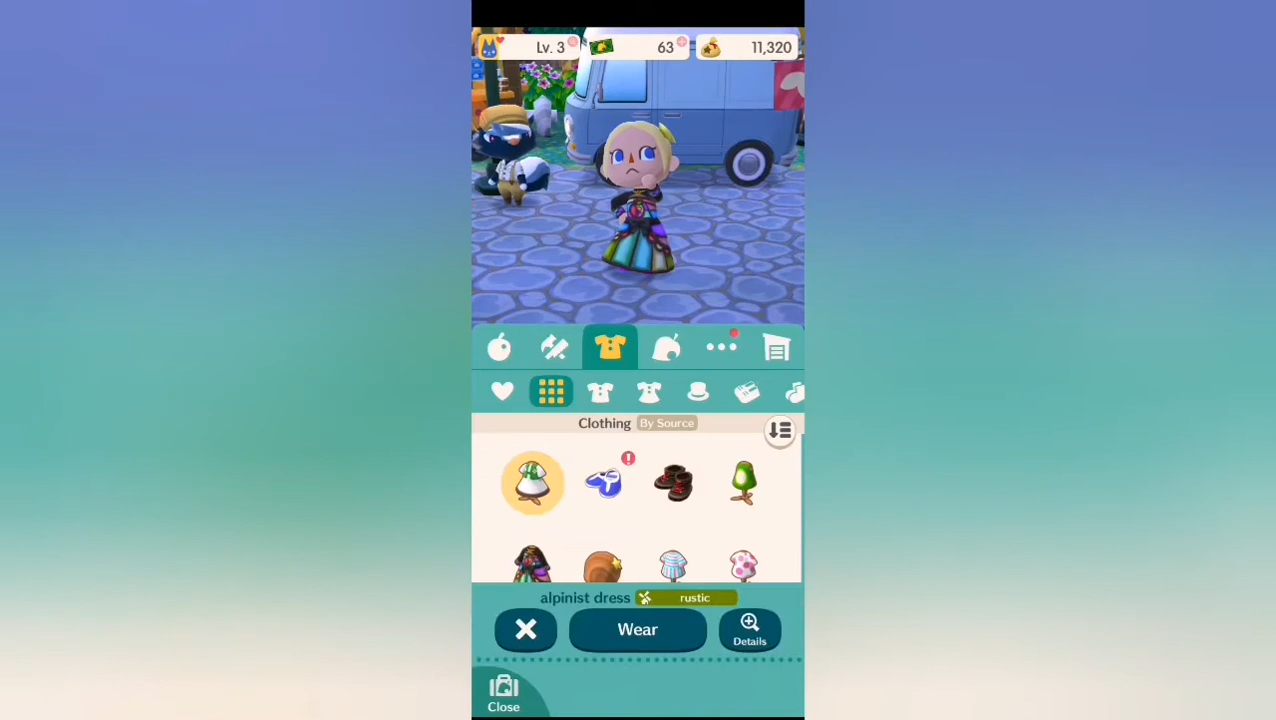 Lv. 3
63
11,320
Clothing By Source
alpinist dress rustic
Wear
Details
Close